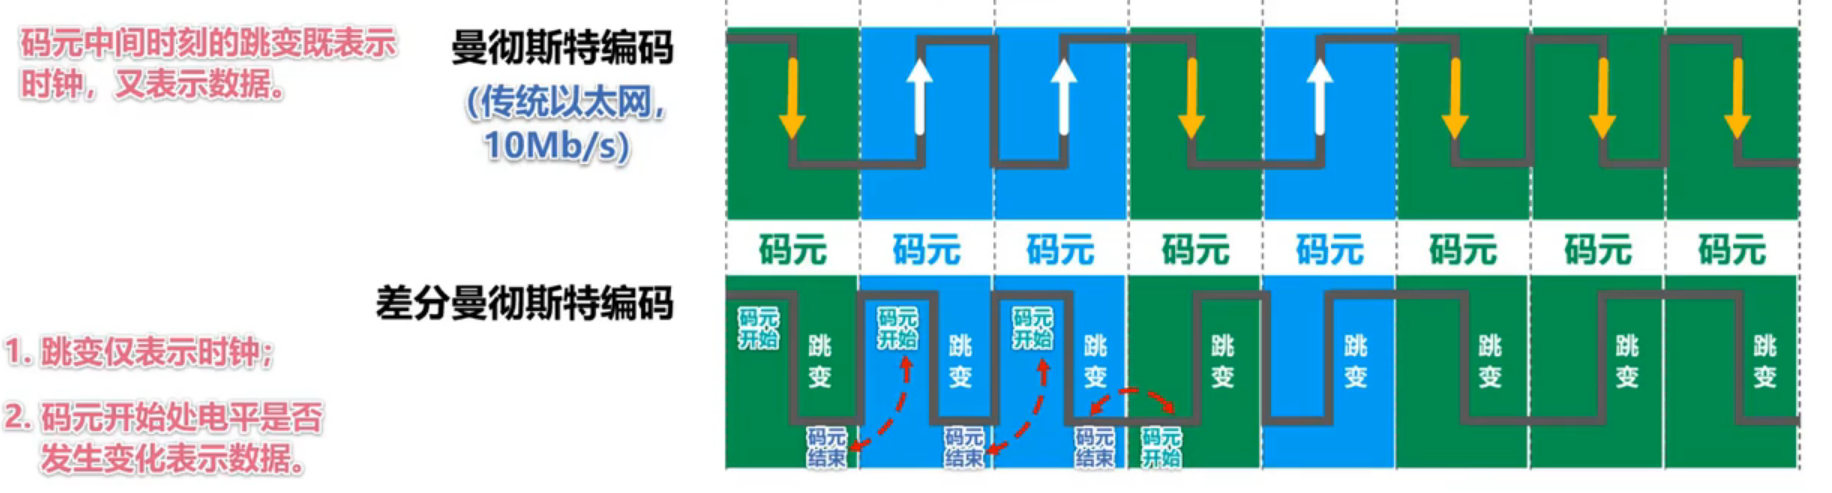 码元中间时刻的跳变既表示
时钟，又表示数据。
曼彻斯特编码
（传统以太网，
10Mb/s）
码元 码元 码元 码元 码元 码元 码元 码元
差分曼彻斯特编码
1. 跳变仅表示时钟；
2. 码元开始处电平是否
发生变化表示数据。
码元
开始
跳
变
码元
结束
码元
开始
跳
变
码元
结束
码元
开始
跳
变
码元
结束
码元
开始
跳
变
跳
变
跳
变
跳
变
跳
变